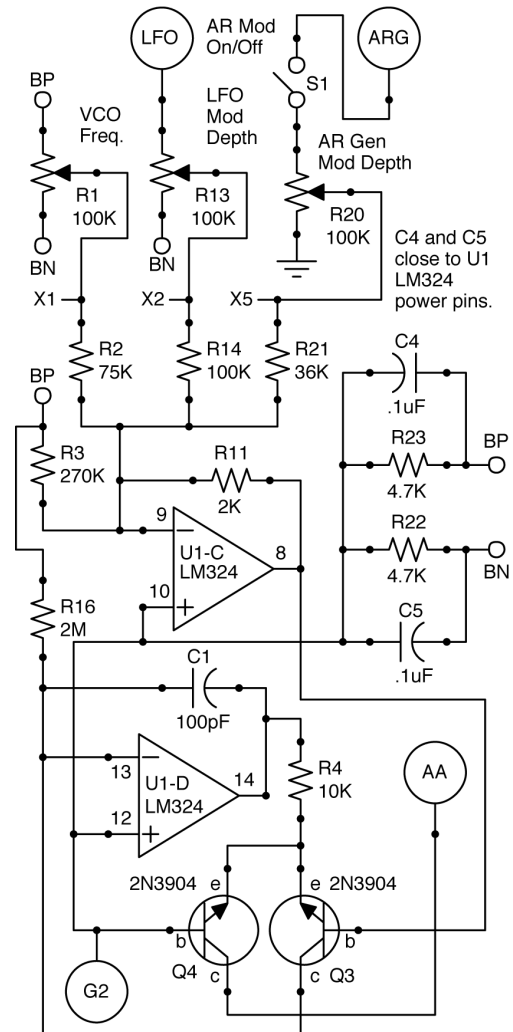 LFO
AR Mod
On/Off
ARG
S1
BP
VCO
Freq.
LFO
Mod
Depth
AR Gen
Mod Depth
R1
100K
R13
100K
R20
100K
BN
BN
C4 and C5
close to U1
LM324
power pins.
X1
X2
X5
R2
75K
R14
100K
R21
36K
C4
.1uF
BP
R3
270K
R11
2K
R23
4.7K
BP
9
U1-C
LM324
8
10
R22
4.7K
BN
R16
2M
C5
.1uF
C1
100pF
13
U1-D
LM324
14
12
R4
10K
AA
2N3904
e
e
2N3904
b
b
Q4
c
c
Q3
G2